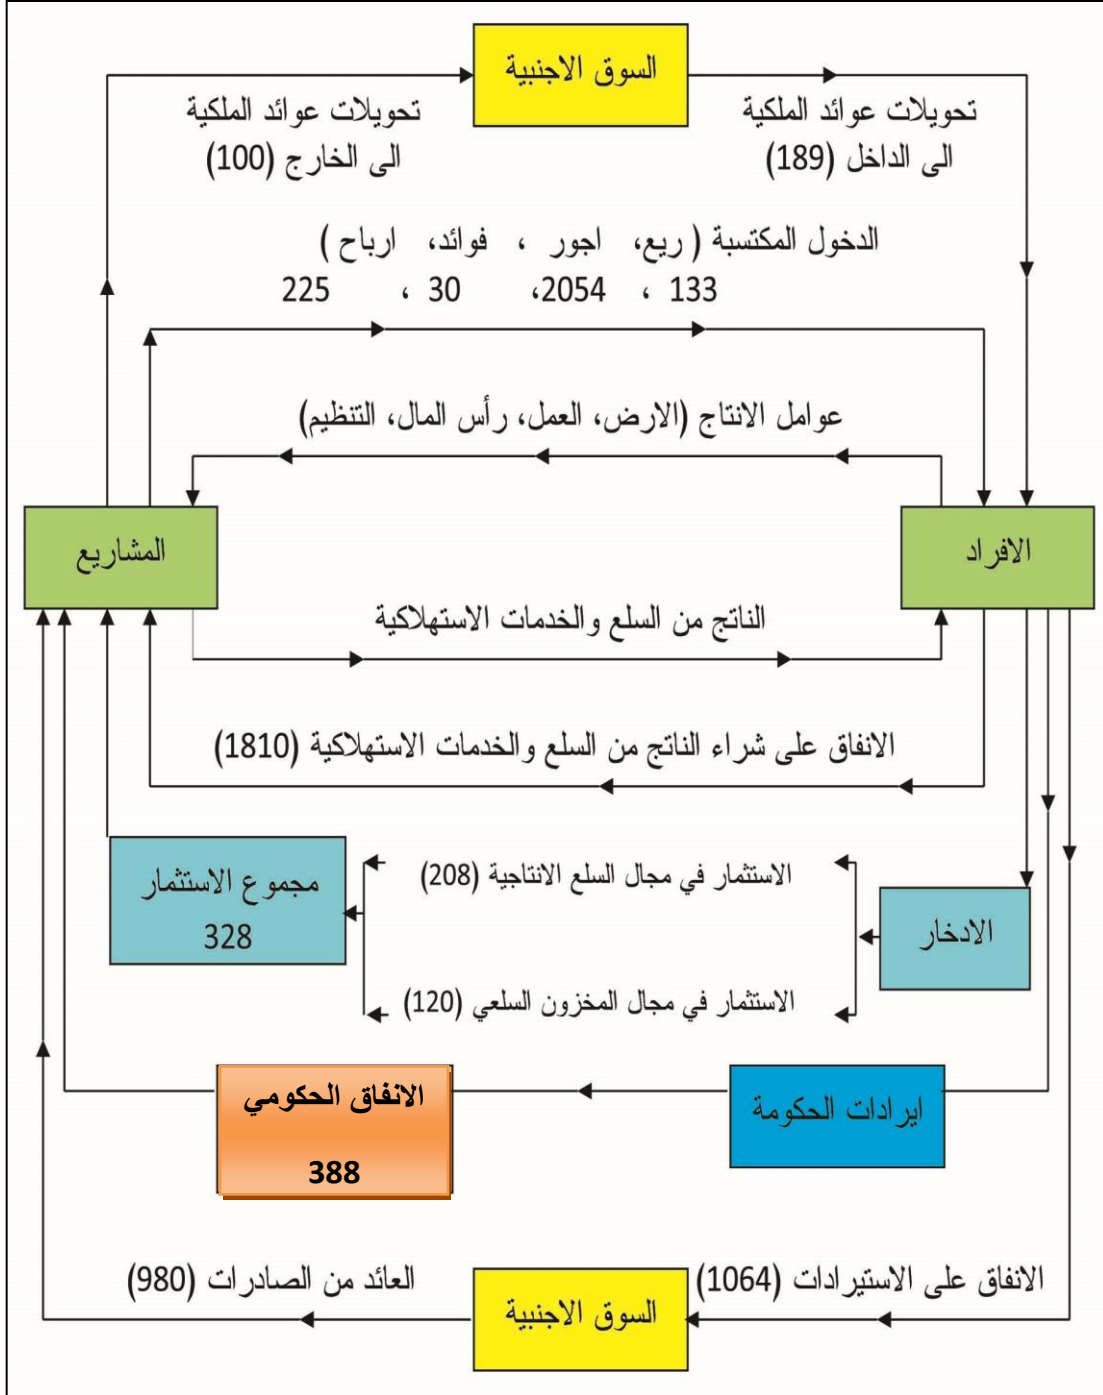 السوق الاجنبية
تحويلات عوائد الملكية
الى الداخل (189)
تحويلات عوائد الملكية
الى الخارج (100)
الدخول المكتسبة ( ريع، اجور ، فوائد، ارباح )
133 ، 2054، 30 ، 225
عوامل الانتاج (الارض، العمل، رأس المال، التنظيم)
الافراد
المشاريع
الناتج من السلع والخدمات الاستهلاكية
الانفاق على شراء الناتج من السلع والخدمات الاستهلاكية (1810)
الادخار
الاستثمار في مجال السلع الانتاجية (208)
الاستثمار في مجال المخزون السلعي (120)
مجموع الاستثمار
328
ايرادات الحكومة
الانفاق الحكومي
388
الانفاق على الاستيرادات (1064)
السوق الاجنبية
العائد من الصادرات (980)